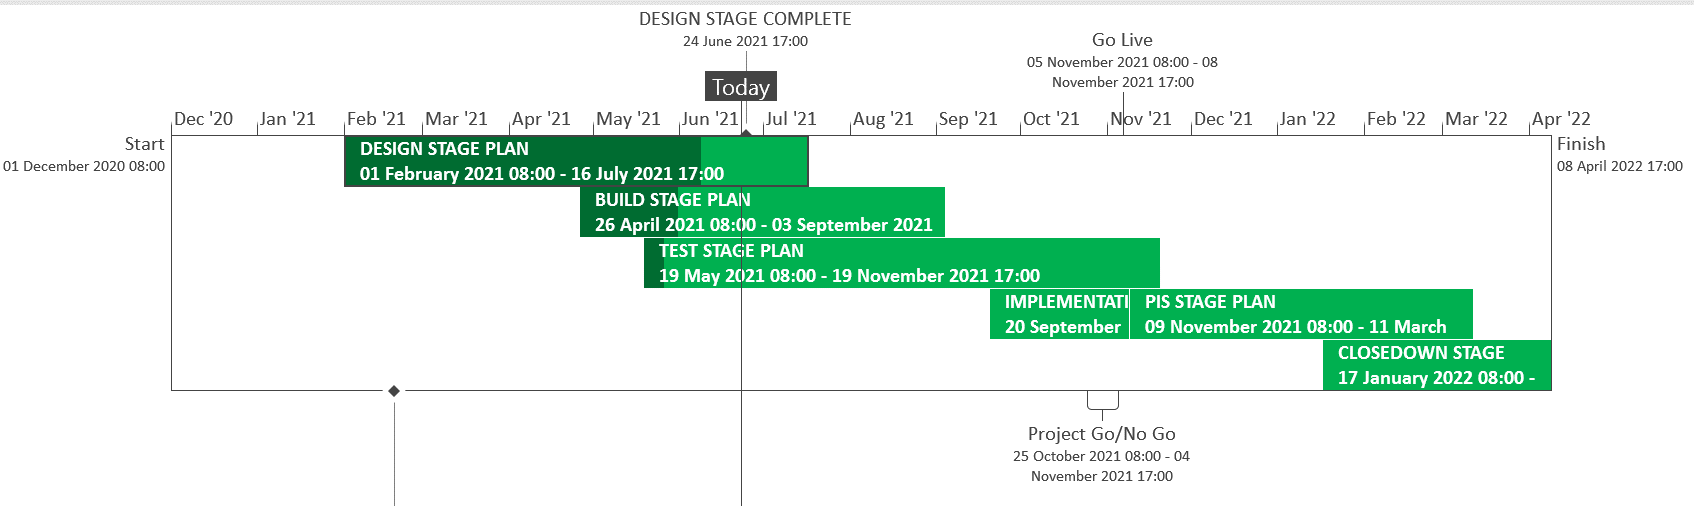 DESIGN STAGE COMPLETE
24 June 2021 17:00
Go Live
05 November 2021 08:00 - 08
November 2021 17:00
Today
Dec '20 Jan '21 Feb '21 Mar '21 Apr '21 May '21 Jun '21 Jul '21 Aug '21 Sep '21 Oct '21 Nov '21 Dec '21 Jan '22 Feb '22 Mar '22 Apr '22
Start
01 December 2020 08:00
Finish
08 April 2022 17:00
DESIGN STAGE PLAN
01 February 2021 08:00 - 16 July 2021 17:00
BUILD STAGE PLAN
26 April 2021 08:00 - 03 September 2021
TEST STAGE PLAN
19 May 2021 08:00 - 19 November 2021 17:00
IMPLEMENTATI
20 September
PIS STAGE PLAN
09 November 2021 08:00 - 11 March
CLOSEDOWN STAGE
17 January 2022 08:00 -
Project Go/No Go
25 October 2021 08:00 - 04
November 2021 17:00